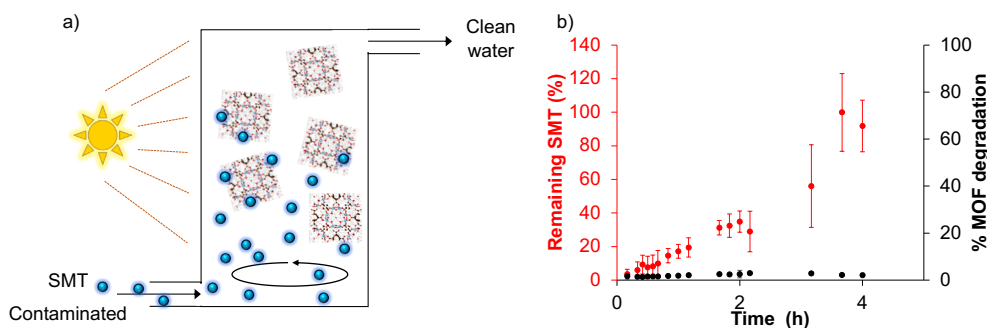 a)
Clean
water
SMT
Contaminated
b)
Remaining SMT (%)
140
120
100
80
60
40
20
0
0
2
4
Time (h)
100
80
60
40
20
0
% MOF degradation